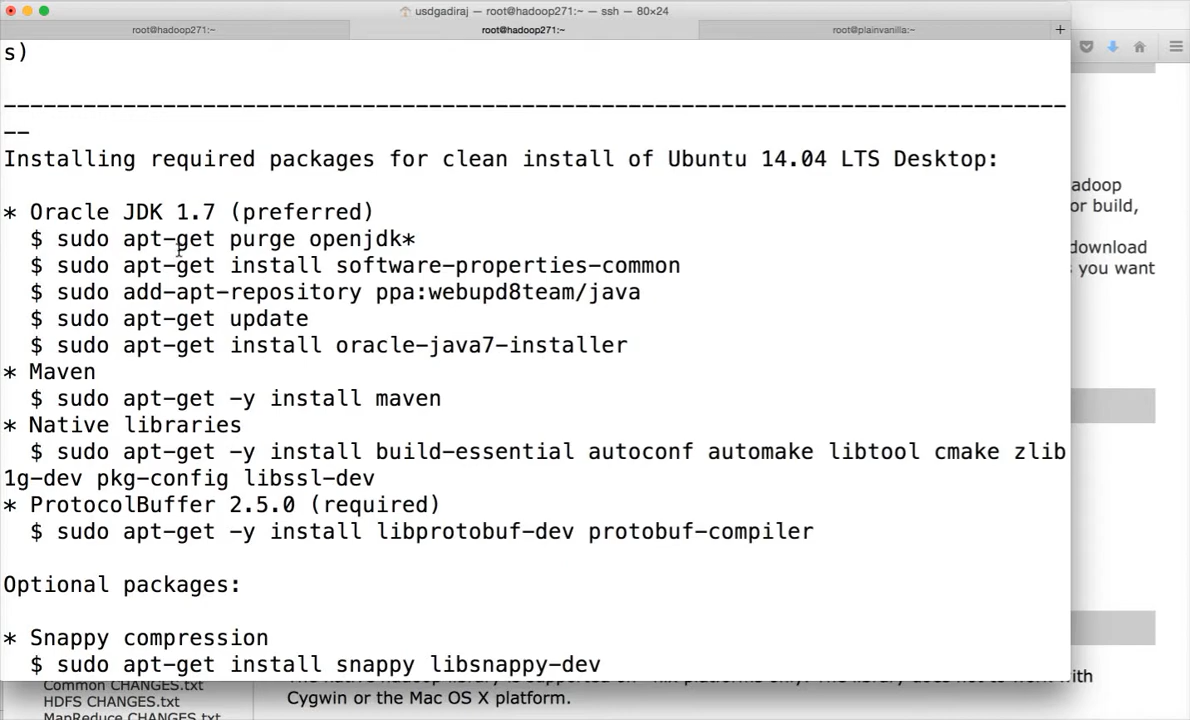 usdgadiraj — root@hadoop271:~ — ssh — 80×24
root@hadoop271:~
root@hadoop271:~
root@plainvanilla:~
+
s)
--------------------------------------------------------------------------------
--
Installing required packages for clean install of Ubuntu 14.04 LTS Desktop:
* Oracle JDK 1.7 (preferred)
$ sudo apt-get purge openjdk*
$ sudo apt-get install software-properties-common
$ sudo add-apt-repository ppa:webupd8team/java
$ sudo apt-get update
$ sudo apt-get install oracle-java7-installer
* Maven
$ sudo apt-get -y install maven
* Native libraries
$ sudo apt-get -y install build-essential autoconf automake libtool cmake zlib
1g-dev pkg-config libssl-dev
* ProtocolBuffer 2.5.0 (required)
$ sudo apt-get -y install libprotobuf-dev protobuf-compiler
Optional packages:
* Snappy compression
$ sudo apt-get install snappy libsnappy-dev
adoop
or build,
download
s you want
with
Common CHANGES.txt
HDFS CHANGES.txt
MapReduce CHANGES.txt
Cygwin or the Mac OS X platform.